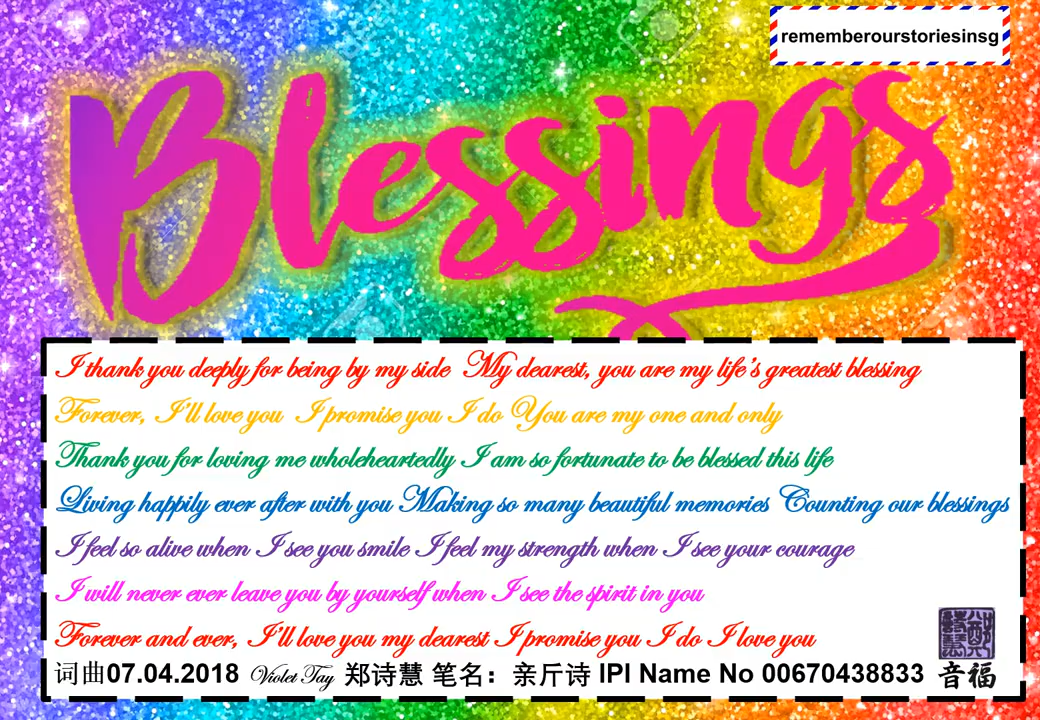 rememberourstoriesinsg
Blessings
I thank you deeply for being by my side My dearest, you are my life's greatest blessing
Forever, I'll love you I promise you I do You are my one and only
Thank you for loving me wholeheartedly I am so fortunate to be blessed this life
Living happily ever after with you Making so many beautiful memories Counting our blessings
I feel so alive when I see you smile I feel my strength when I see your courage
I will never ever leave you by yourself when I see the spirit in you
Forever and ever, I'll love you my dearest I promise you I do I love you
词曲07.04.2018 Violet Tay 郑诗慧 笔名：亲斤诗 IPI Name No 00670438833
音福